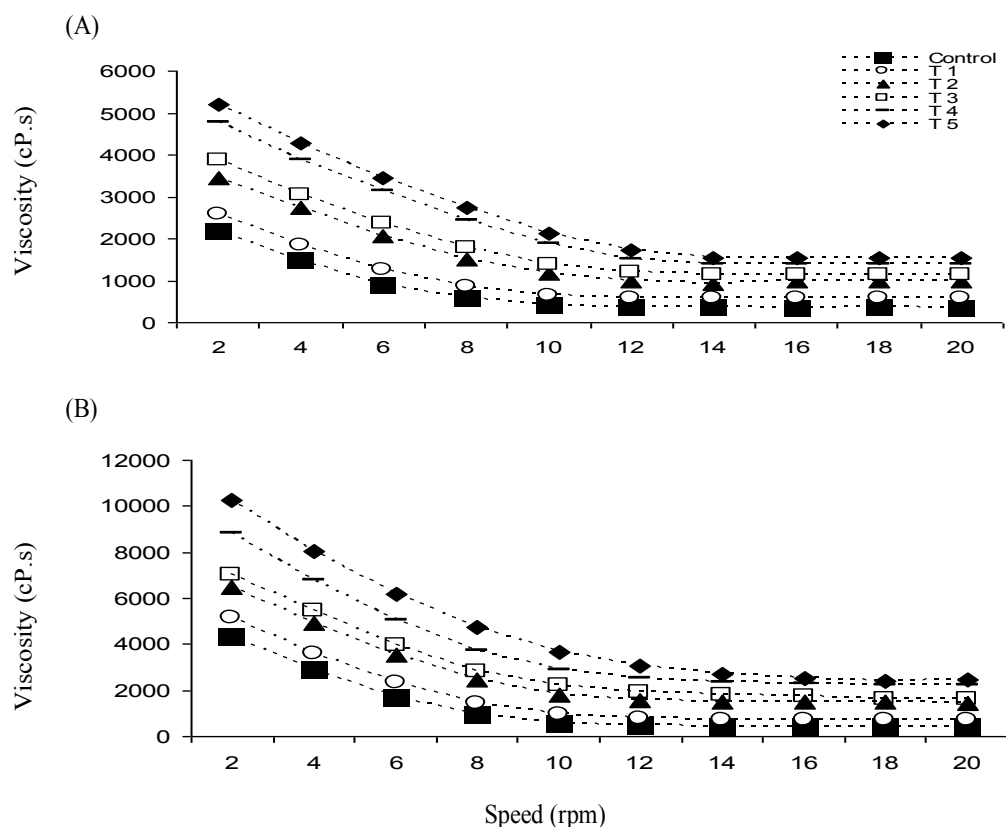 (A)
Control
T 1
T 2
T 3
T 4
T 5
Viscosity (cP.s)
6000
5000
4000
3000
2000
1000
0
2 4 6 8 10 12 14 16 18 20
(B)
Viscosity (cP.s)
12000
10000
8000
6000
4000
2000
0
2 4 6 8 10 12 14 16 18 20
Speed (rpm)